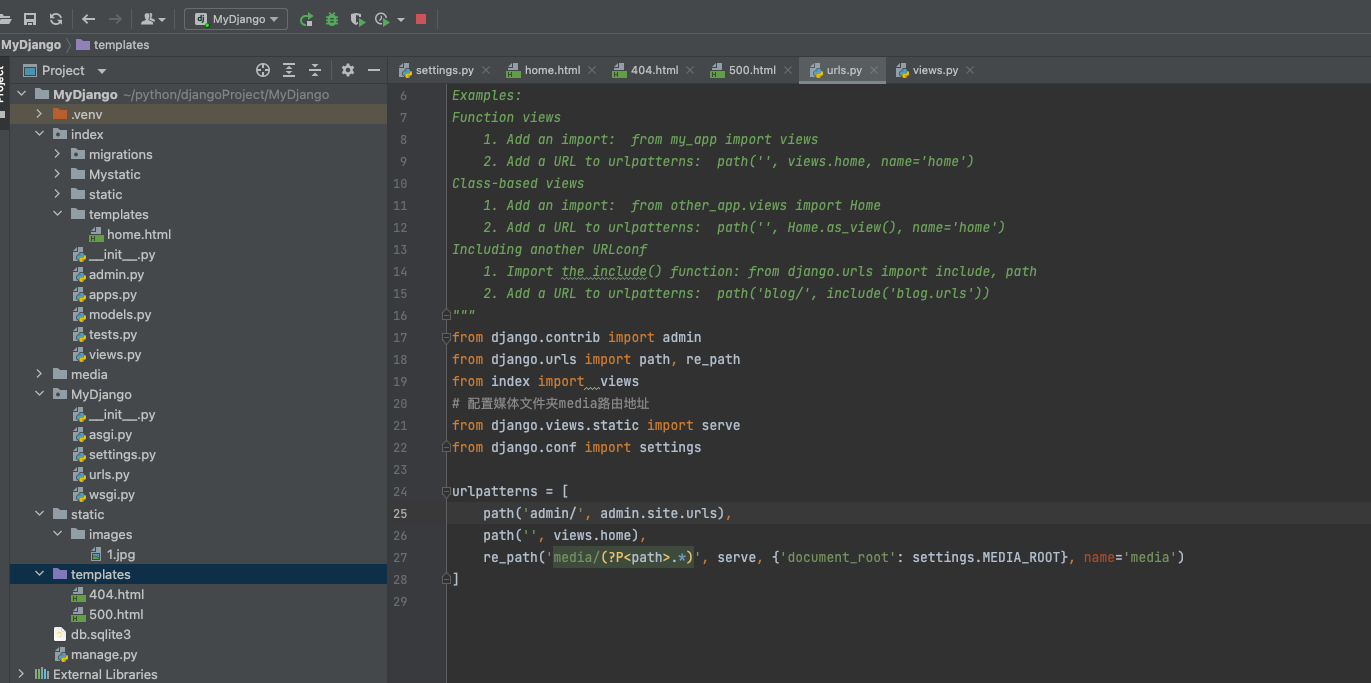 MyDjango
MyDjango templates
Project
settings.py home.html 404.html 500.html urls.py views.py
MyDjango ~/python/djangoProject/MyDjango
.venv
index
migrations
Mystatic
static
templates
home.html
__init__.py
admin.py
apps.py
models.py
tests.py
views.py
media
MyDjango
__init__.py
asgi.py
settings.py
urls.py
wsgi.py
static
images
1.jpg
templates
404.html
500.html
db.sqlite3
manage.py
External Libraries
6 Examples:
7 Function views
8 1. Add an import:  from my_app import views
9 2. Add a URL to urlpatterns:  path('', views.home, name='home')
10 Class-based views
11 1. Add an import:  from other_app.views import Home
12 2. Add a URL to urlpatterns:  path('', Home.as_view(), name='home')
13 Including another URLconf
14 1. Import the include() function: from django.urls import include, path
15 2. Add a URL to urlpatterns:  path('blog/', include('blog.urls'))
16 """
17 from django.contrib import admin
18 from django.urls import path, re_path
19 from index import  views
20 # 配置媒体文件夹media路由地址
21 from django.views.static import serve
22 from django.conf import settings
23
24 urlpatterns = [
25 path('admin/', admin.site.urls),
26 path('', views.home),
27 re_path('media/(?P<path>.*)', serve, {'document_root': settings.MEDIA_ROOT}, name='media')
28 ]
29